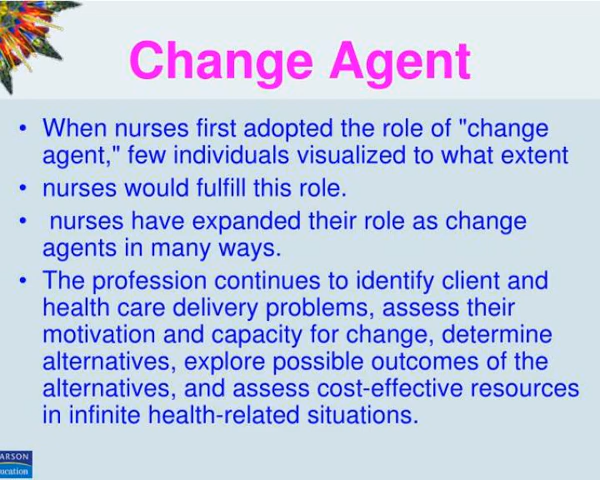 Change Agent
• When nurses first adopted the role of "change
agent," few individuals visualized to what extent
• nurses would fulfill this role.
• nurses have expanded their role as change
agents in many ways.
• The profession continues to identify client and
health care delivery problems, assess their
motivation and capacity for change, determine
alternatives, explore possible outcomes of the
alternatives, and assess cost-effective resources
in infinite health-related situations.
ARSON
ucation